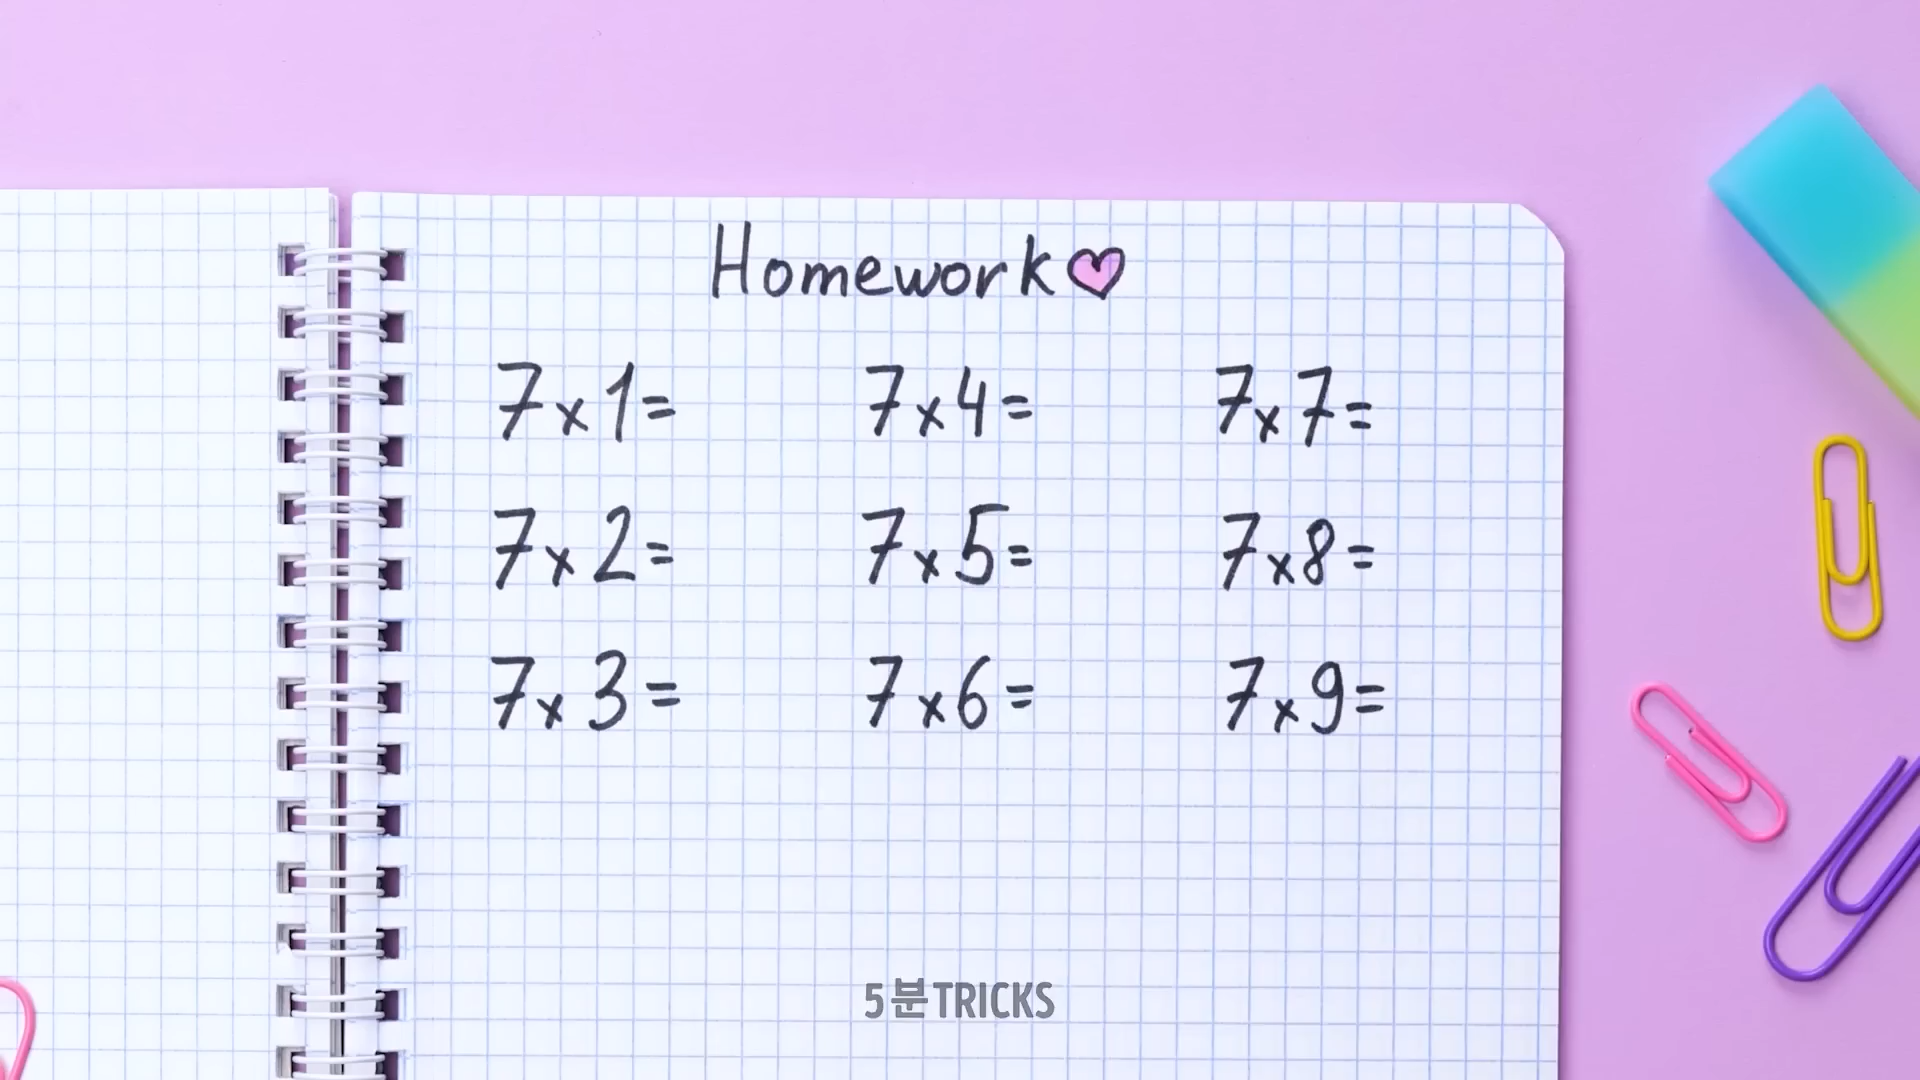 Homework♡
7x1= 7x4= 7x7=
7x2= 7x5= 7x8=
7x3= 7x6= 7x9=
5분TRICKS